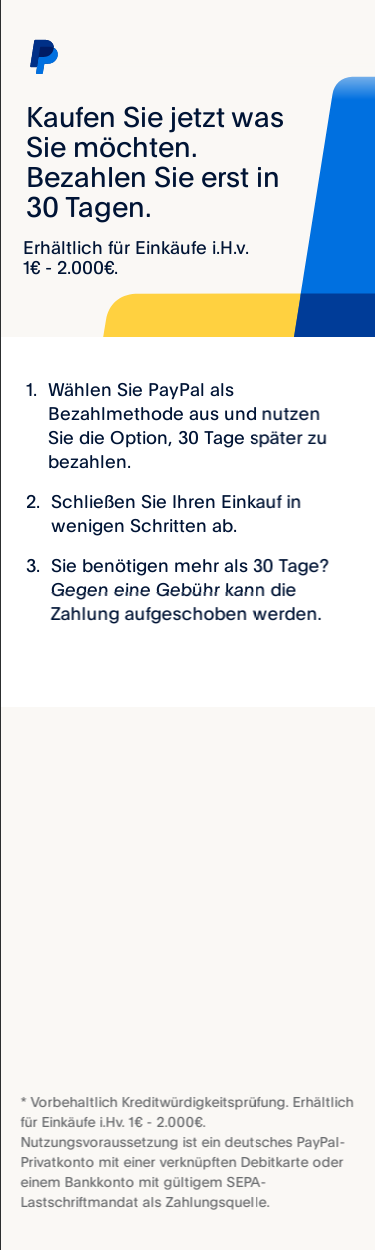 Kaufen Sie jetzt was
Sie möchten.
Bezahlen Sie erst in
30 Tagen.
Erhältlich für Einkäufe i.H.v.
1€ - 2.000€.
1. Wählen Sie PayPal als
Bezahlmethode aus und nutzen
Sie die Option, 30 Tage später zu
bezahlen.
2. Schließen Sie Ihren Einkauf in
wenigen Schritten ab.
3. Sie benötigen mehr als 30 Tage?
Gegen eine Gebühr kann die
Zahlung aufgeschoben werden.
* Vorbehaltlich Kreditwürdigkeitsprüfung. Erhältlich
für Einkäufe i.Hv. 1€ - 2.000€.
Nutzungsvoraussetzung ist ein deutsches PayPal-
Privatkonto mit einer verknüpften Debitkarte oder
einem Bankkonto mit gültigem SEPA-
Lastschriftmandat als Zahlungsquelle.